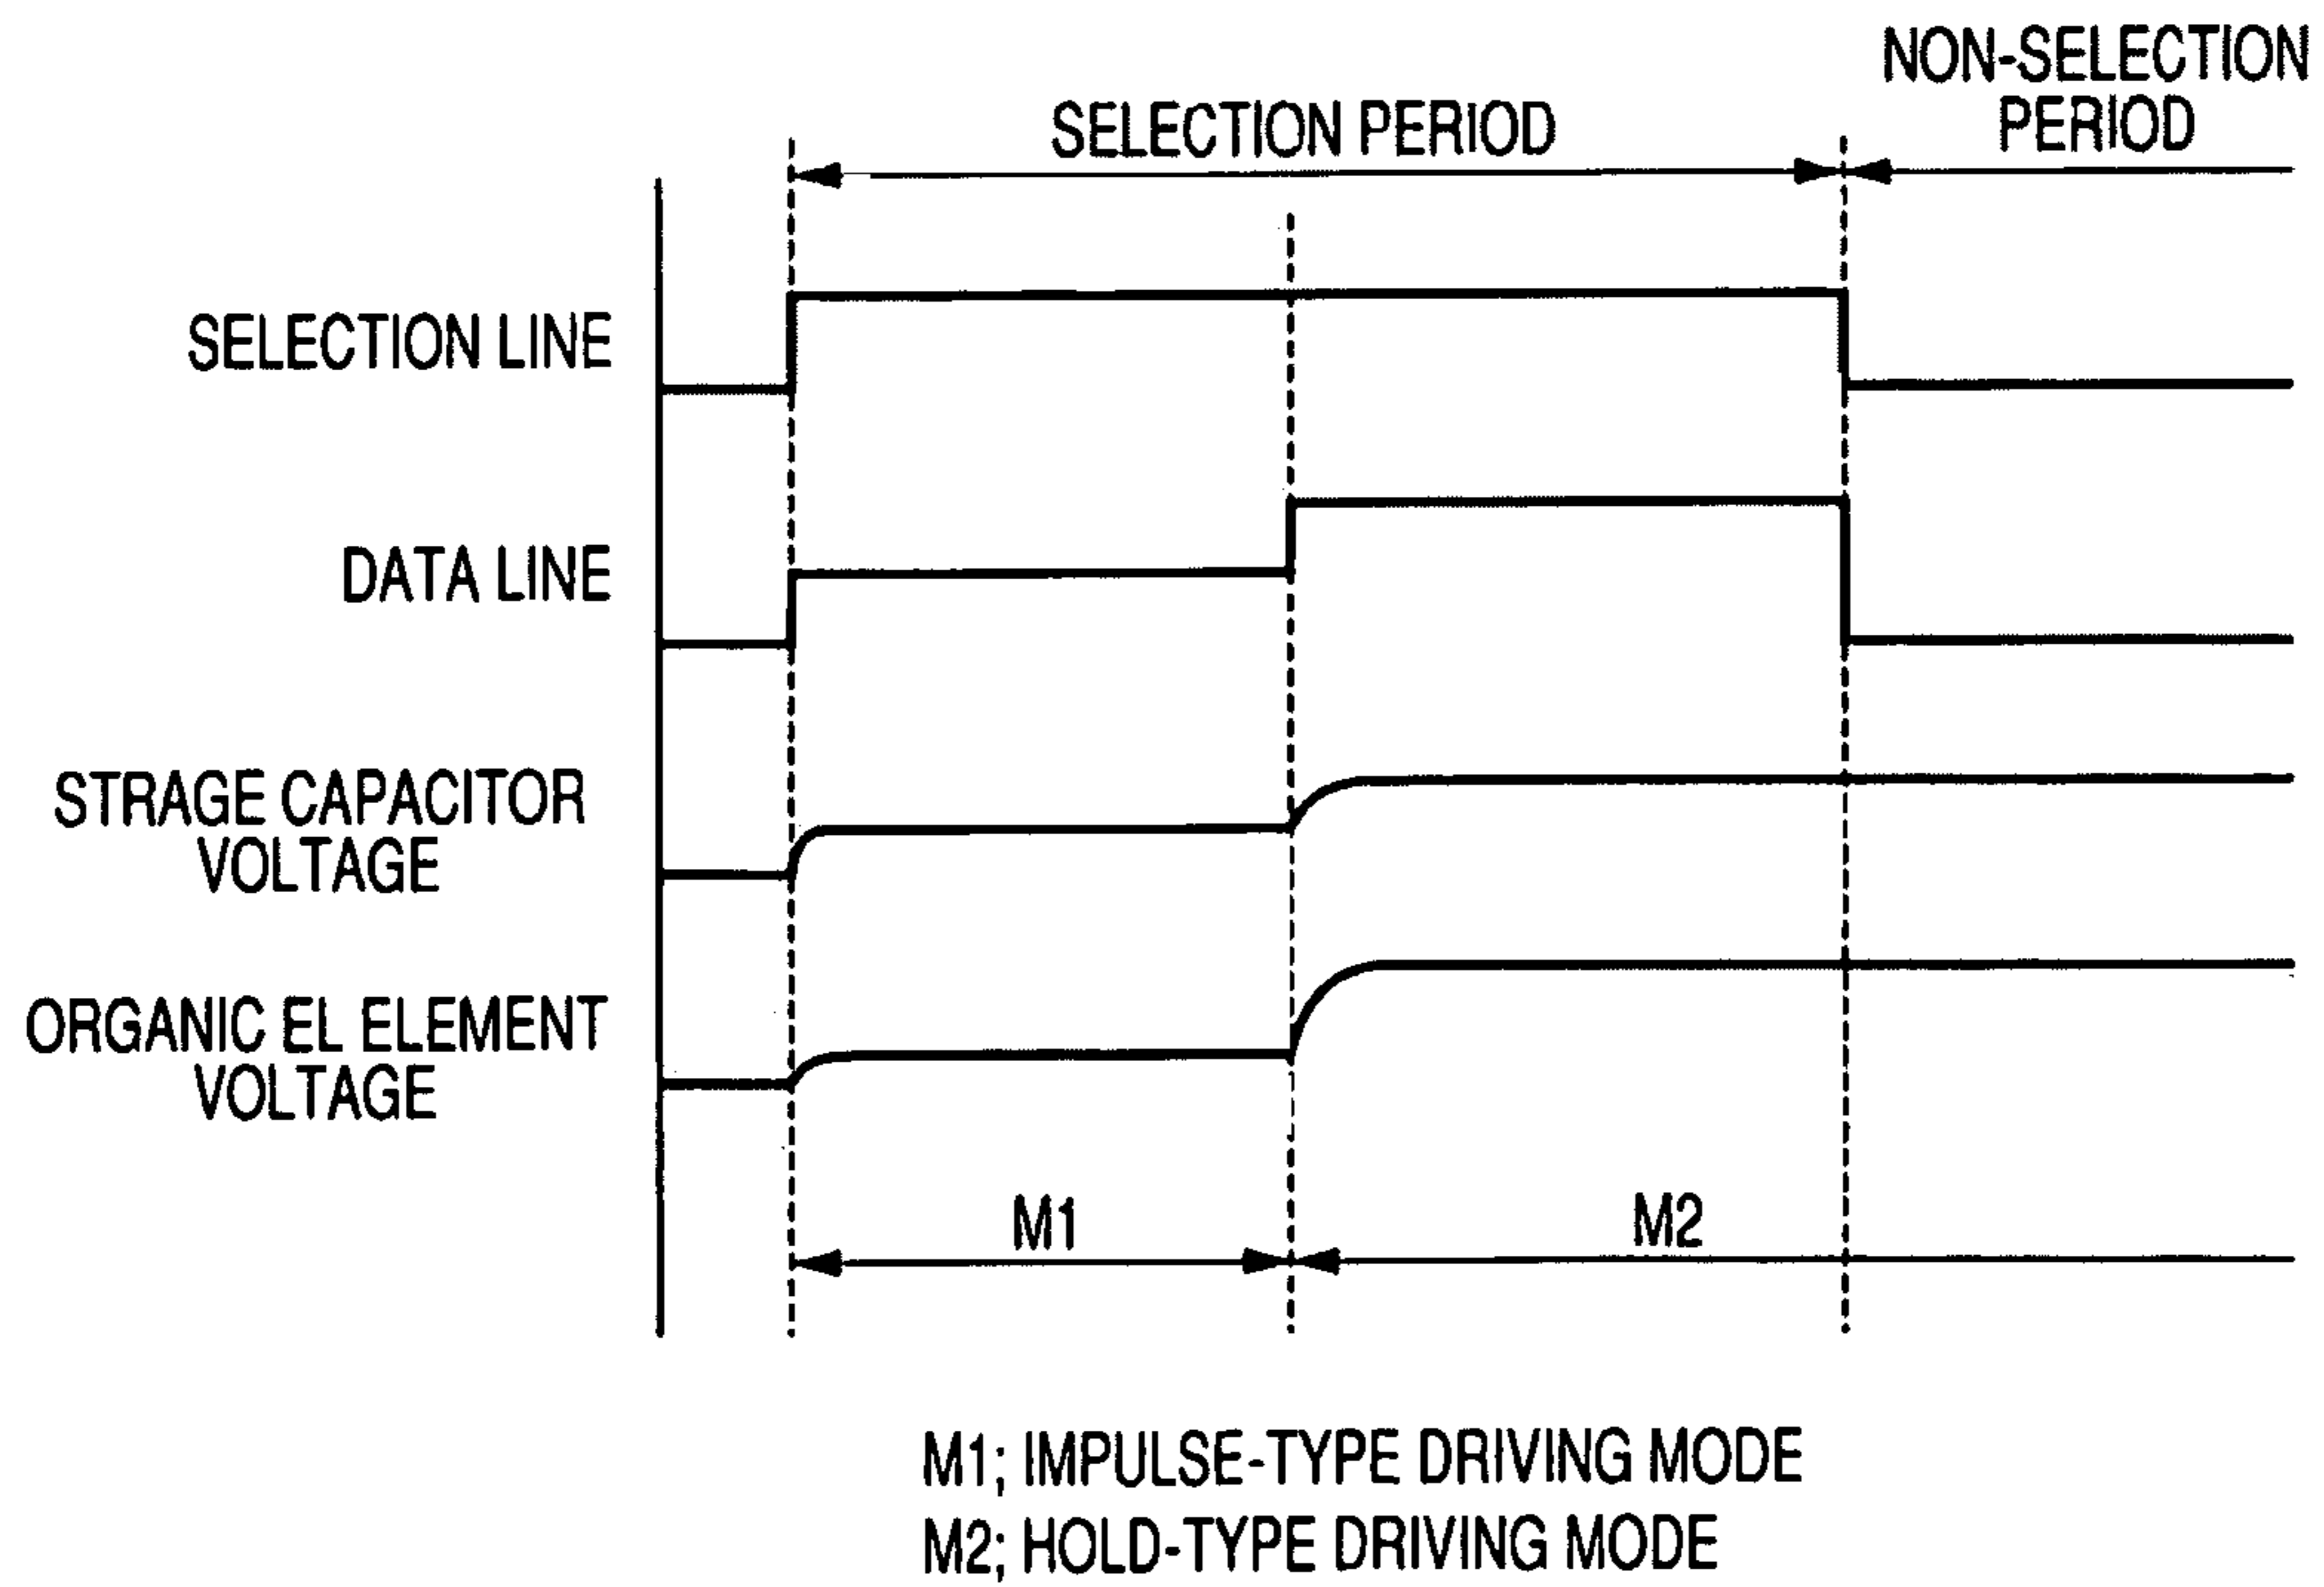 NON-SELECTION
PERIOD
SELECTION PERIOD
SELECTION LINE
DATA LINE
STRAGE CAPACITOR
VOLTAGE
ORGANIC EL ELEMENT
VOLTAGE
M1
M2
M1; IMPULSE-TYPE DRIVING MODE
M2; HOLD-TYPE DRIVING MODE